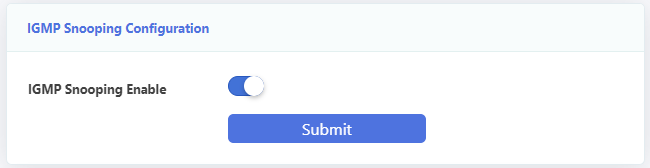 IGMP Snooping Configuration
IGMP Snooping Enable
Submit